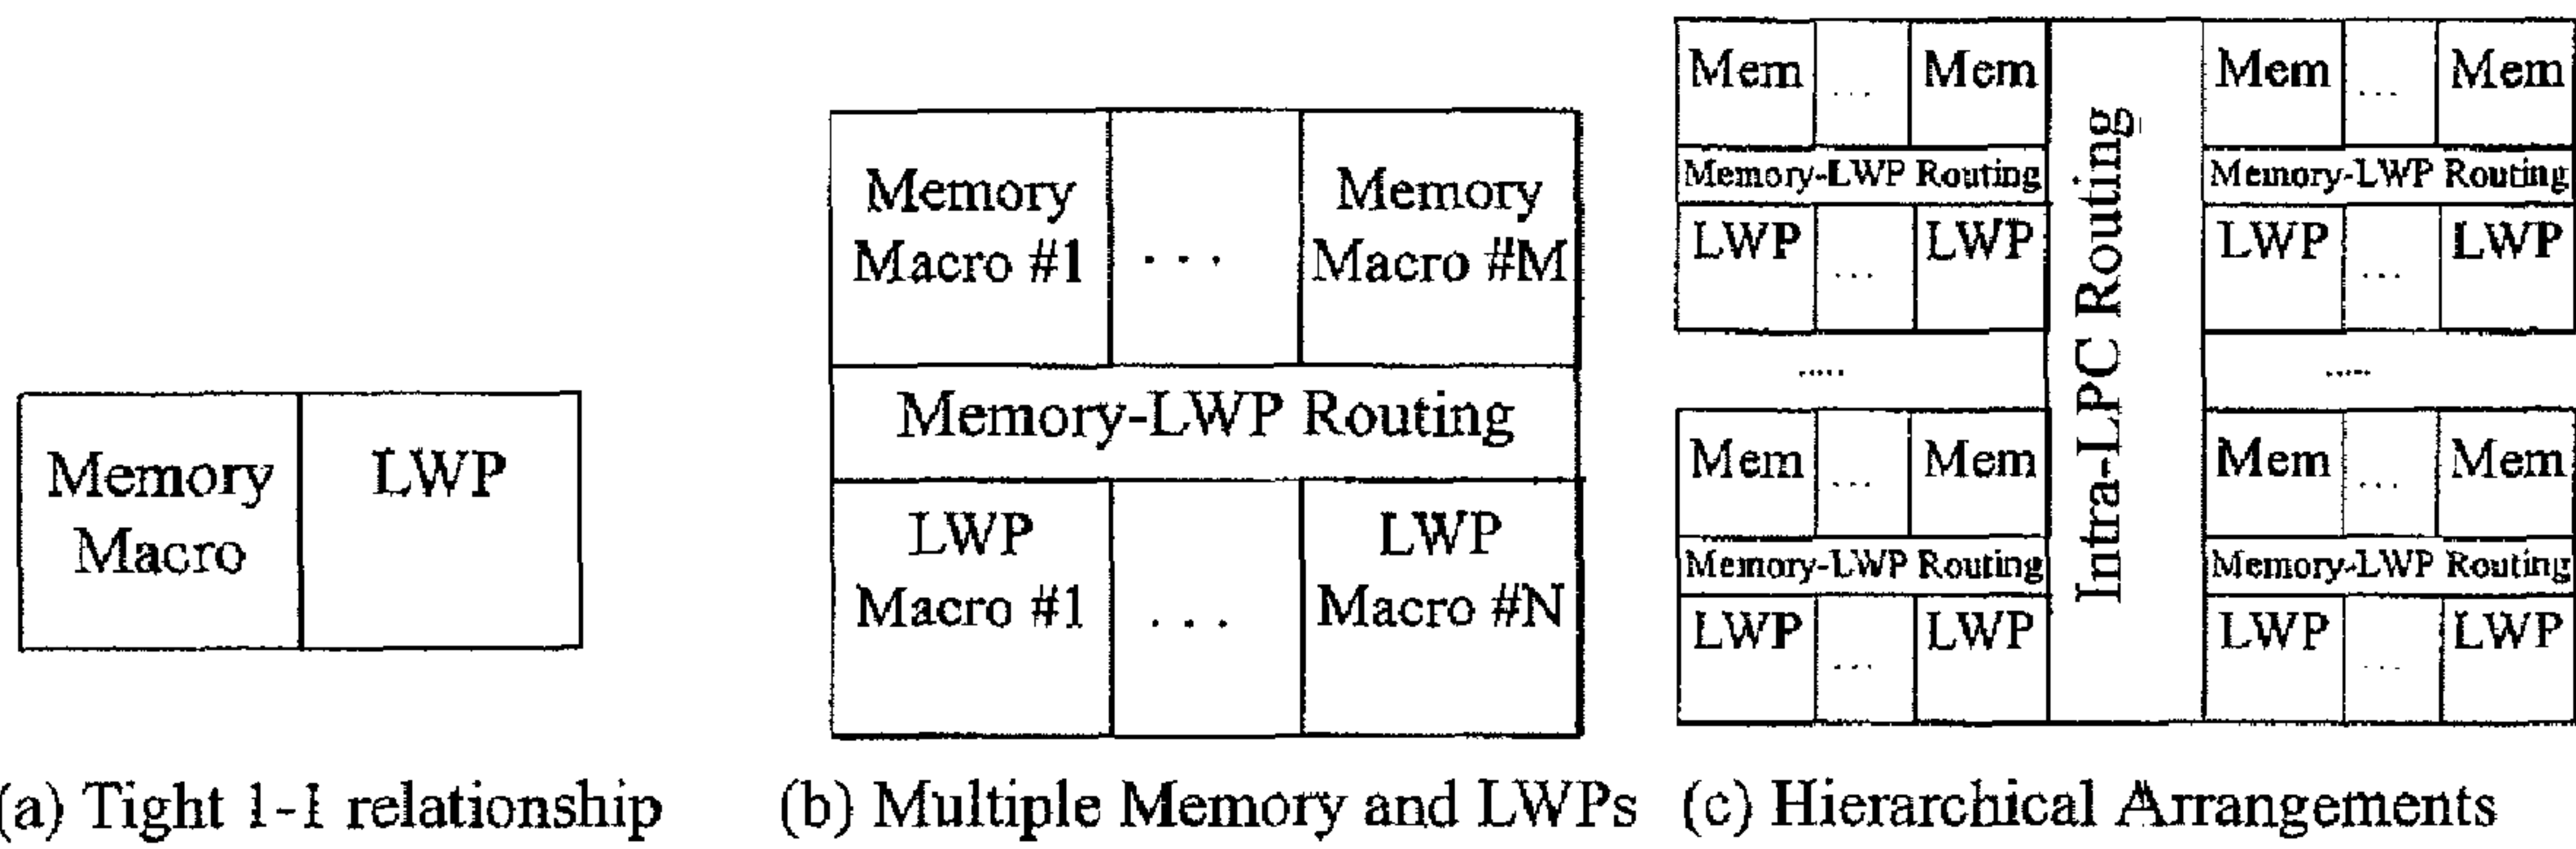 Memory
Macro
LWP
(a) Tight 1-1 relationship
Memory
Macro #1
...
Memory
Macro #M
Memory-LWP Routing
LWP
Macro #1
...
LWP
Macro #N
(b) Multiple Memory and LWPs
Mem ... Mem
Memory-LWP Routing
LWP ... LWP
.....
Mem ... Mem
Memory-LWP Routing
LWP ... LWP
Intra-LPC Routing
Mem ... Mem
Memory-LWP Routing
LWP ... LWP
.....
Mem ... Mem
Memory-LWP Routing
LWP ... LWP
(c) Hierarchical Arrangements